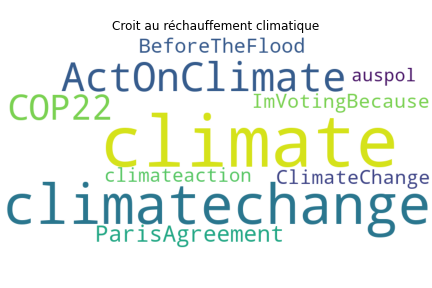 Croit au réchauffement climatique
BeforeTheFlood
ActOnClimate auspol
COP22 ImVotingBecause
climate
climateaction ClimateChange
climatechange
ParisAgreement